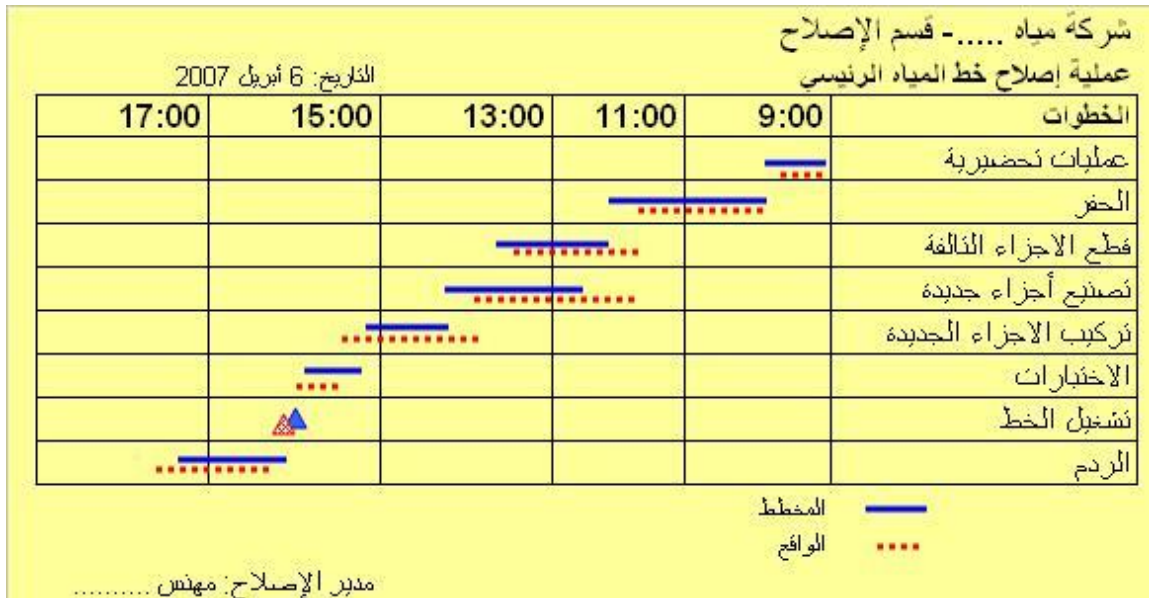 شركة مياه .....- قسم الإصلاح
عملية إصلاح خط المياه الرئيسي التاريخ: 6 أبريل 2007
الخطوات 9:00 11:00 13:00 15:00 17:00
عمليات تحضيرية
الحفر
قطع الاجزاء التالفة
تصنيع أجزاء جديدة
تركيب الاجزاء الجديدة
الاختبارات
تشغيل الخط
الردم
المخطط
الواقع
مدير الإصلاح: مهنس ..........